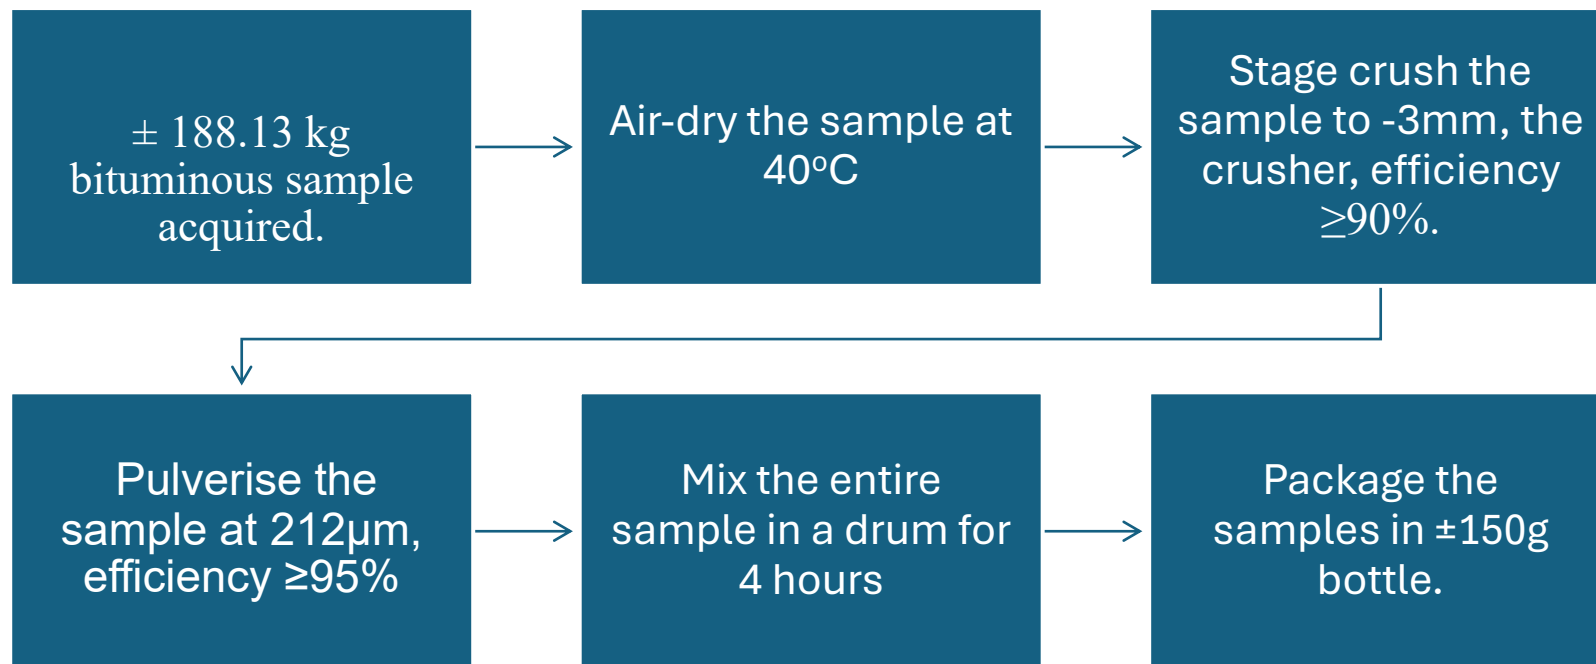 ± 188.13 kg
bituminous sample
acquired.
Air-dry the sample at
40°C
Stage crush the
sample to -3mm, the
crusher, efficiency
≥90%.
Pulverise the
sample at 212µm,
efficiency ≥95%
Mix the entire
sample in a drum for
4 hours
Package the
samples in ±150g
bottle.